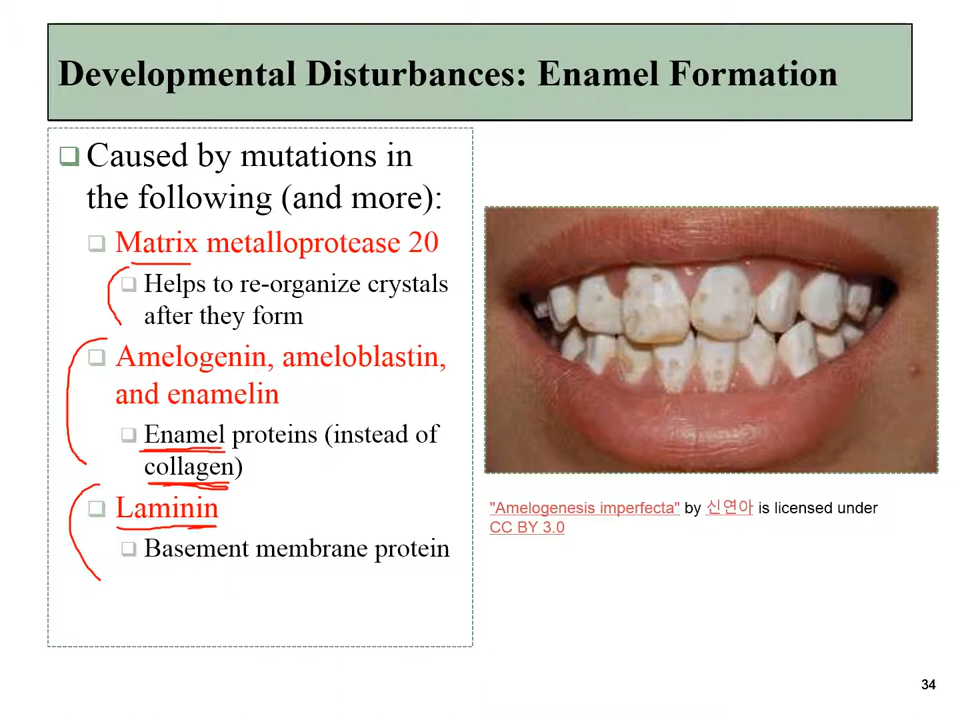 Developmental Disturbances: Enamel Formation
Caused by mutations in
the following (and more):
Matrix metalloprotease 20
Helps to re-organize crystals
after they form
Amelogenin, ameloblastin,
and enamelin
Enamel proteins (instead of
collagen)
Laminin
Basement membrane protein
"Amelogenesis imperfecta" by 신연아 is licensed under
CC BY 3.0
34